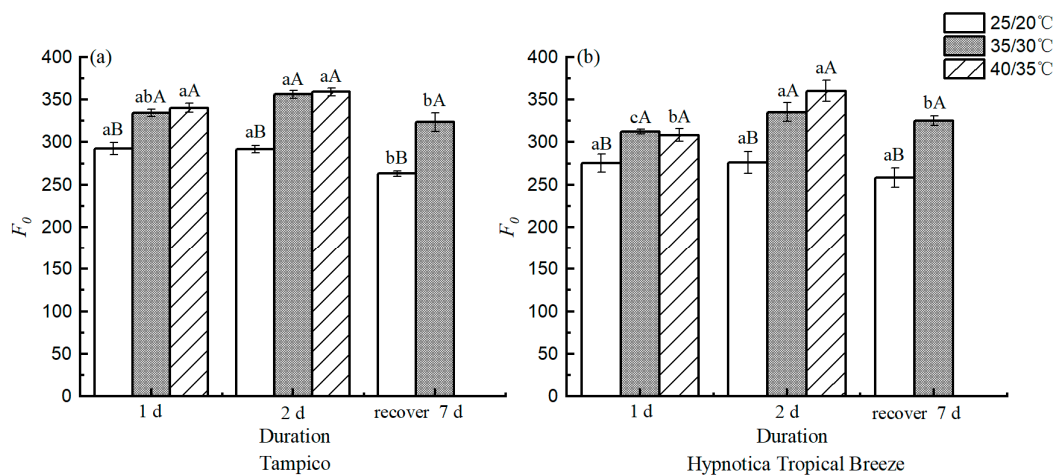 25/20℃
35/30℃
40/35℃
(a)
400
350
300
250
200
150
100
50
0
F0
aB
abA
aA
aB
aA
aA
bB
bA
1 d
2 d
recover 7 d
Duration
Tampico
(b)
400
350
300
250
200
150
100
50
0
F0
aB
cA
bA
aB
aA
aA
aB
bA
1 d
2 d
recover 7 d
Duration
Hypnotica Tropical Breeze